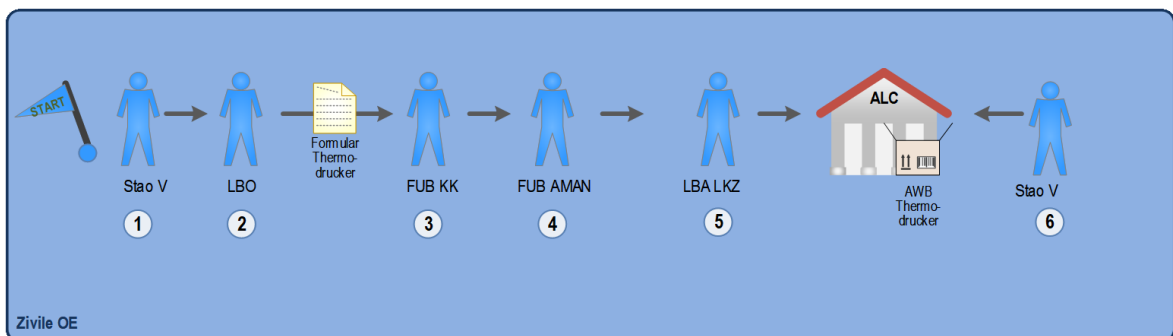 START
ALC
Formular
Thermo-
drucker
Stao V
LBO
FUB KK
FUB AMAN
LBA LKZ
AWB
Thermo-
drucker
Stao V
1
2
3
4
5
6
Zivile OE